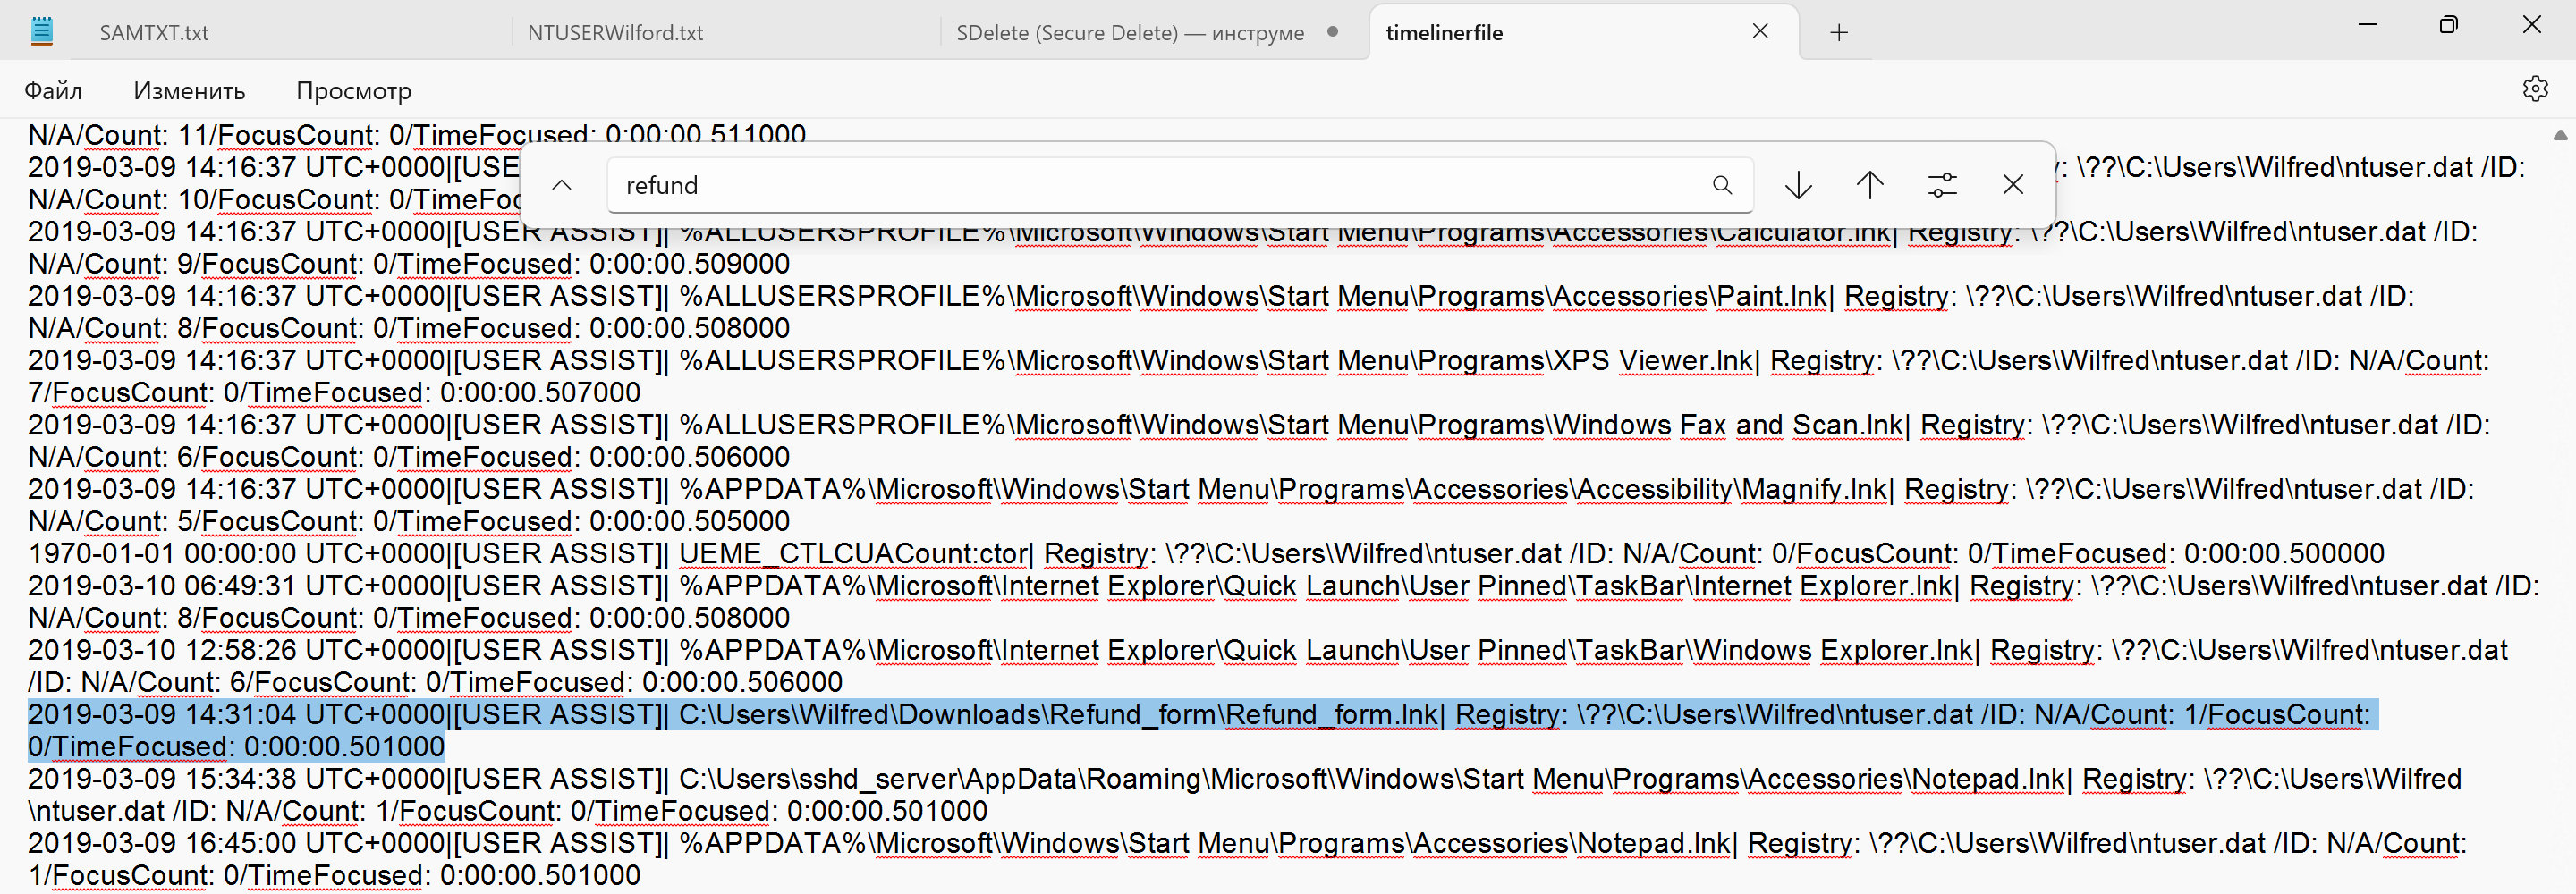 SAMTXT.txt
NTUSERWilford.txt
SDelete (Secure Delete) — инструме
timelinerfile
Файл
Изменить
Просмотр
N/A/Count: 11/FocusCount: 0/TimeFocused: 0:00:00.511000
refund
2019-03-09 14:16:37 UTC+0000|[USE : \??\C:\Users\Wilfred\ntuser.dat /ID:
N/A/Count: 10/FocusCount: 0/TimeFoc
2019-03-09 14:16:37 UTC+0000|[USER ASSIST]| %ALLUSERSPROFILE%\Microsoft\Windows\Start Menu\Programs\Accessories\Calculator.lnk| Registry: \??\C:\Users\Wilfred\ntuser.dat /ID:
N/A/Count: 9/FocusCount: 0/TimeFocused: 0:00:00.509000
2019-03-09 14:16:37 UTC+0000|[USER ASSIST]| %ALLUSERSPROFILE%\Microsoft\Windows\Start Menu\Programs\Accessories\Paint.lnk| Registry: \??\C:\Users\Wilfred\ntuser.dat /ID:
N/A/Count: 8/FocusCount: 0/TimeFocused: 0:00:00.508000
2019-03-09 14:16:37 UTC+0000|[USER ASSIST]| %ALLUSERSPROFILE%\Microsoft\Windows\Start Menu\Programs\XPS Viewer.lnk| Registry: \??\C:\Users\Wilfred\ntuser.dat /ID: N/A/Count:
7/FocusCount: 0/TimeFocused: 0:00:00.507000
2019-03-09 14:16:37 UTC+0000|[USER ASSIST]| %ALLUSERSPROFILE%\Microsoft\Windows\Start Menu\Programs\Windows Fax and Scan.lnk| Registry: \??\C:\Users\Wilfred\ntuser.dat /ID:
N/A/Count: 6/FocusCount: 0/TimeFocused: 0:00:00.506000
2019-03-09 14:16:37 UTC+0000|[USER ASSIST]| %APPDATA%\Microsoft\Windows\Start Menu\Programs\Accessories\Accessibility\Magnify.lnk| Registry: \??\C:\Users\Wilfred\ntuser.dat /ID:
N/A/Count: 5/FocusCount: 0/TimeFocused: 0:00:00.505000
1970-01-01 00:00:00 UTC+0000|[USER ASSIST]| UEME_CTLCUACount:ctor| Registry: \??\C:\Users\Wilfred\ntuser.dat /ID: N/A/Count: 0/FocusCount: 0/TimeFocused: 0:00:00.500000
2019-03-10 06:49:31 UTC+0000|[USER ASSIST]| %APPDATA%\Microsoft\Internet Explorer\Quick Launch\User Pinned\TaskBar\Internet Explorer.lnk| Registry: \??\C:\Users\Wilfred\ntuser.dat /ID:
N/A/Count: 8/FocusCount: 0/TimeFocused: 0:00:00.508000
2019-03-10 12:58:26 UTC+0000|[USER ASSIST]| %APPDATA%\Microsoft\Internet Explorer\Quick Launch\User Pinned\TaskBar\Windows Explorer.lnk| Registry: \??\C:\Users\Wilfred\ntuser.dat
/ID: N/A/Count: 6/FocusCount: 0/TimeFocused: 0:00:00.506000
2019-03-09 14:31:04 UTC+0000|[USER ASSIST]| C:\Users\Wilfred\Downloads\Refund_form\Refund_form.lnk| Registry: \??\C:\Users\Wilfred\ntuser.dat /ID: N/A/Count: 1/FocusCount:
0/TimeFocused: 0:00:00.501000
2019-03-09 15:34:38 UTC+0000|[USER ASSIST]| C:\Users\sshd_server\AppData\Roaming\Microsoft\Windows\Start Menu\Programs\Accessories\Notepad.lnk| Registry: \??\C:\Users\Wilfred
\ntuser.dat /ID: N/A/Count: 1/FocusCount: 0/TimeFocused: 0:00:00.501000
2019-03-09 16:45:00 UTC+0000|[USER ASSIST]| %APPDATA%\Microsoft\Windows\Start Menu\Programs\Accessories\Notepad.lnk| Registry: \??\C:\Users\Wilfred\ntuser.dat /ID: N/A/Count:
1/FocusCount: 0/TimeFocused: 0:00:00.501000